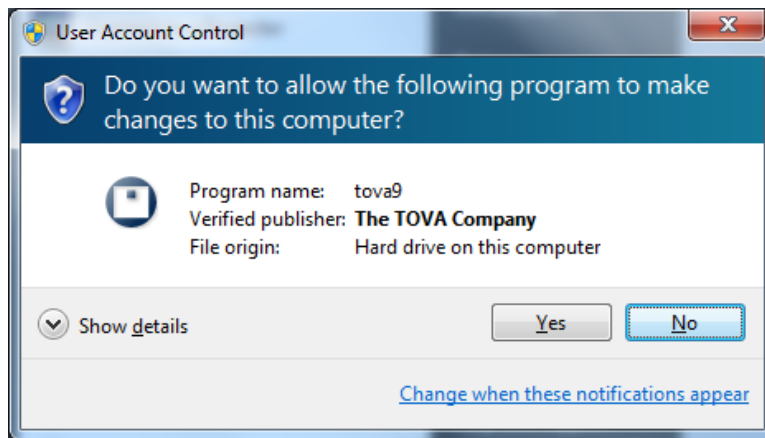 User Account Control
Do you want to allow the following program to make
changes to this computer?
Program name: tova9
Verified publisher: The TOVA Company
File origin: Hard drive on this computer
Show details
Yes
No
Change when these notifications appear